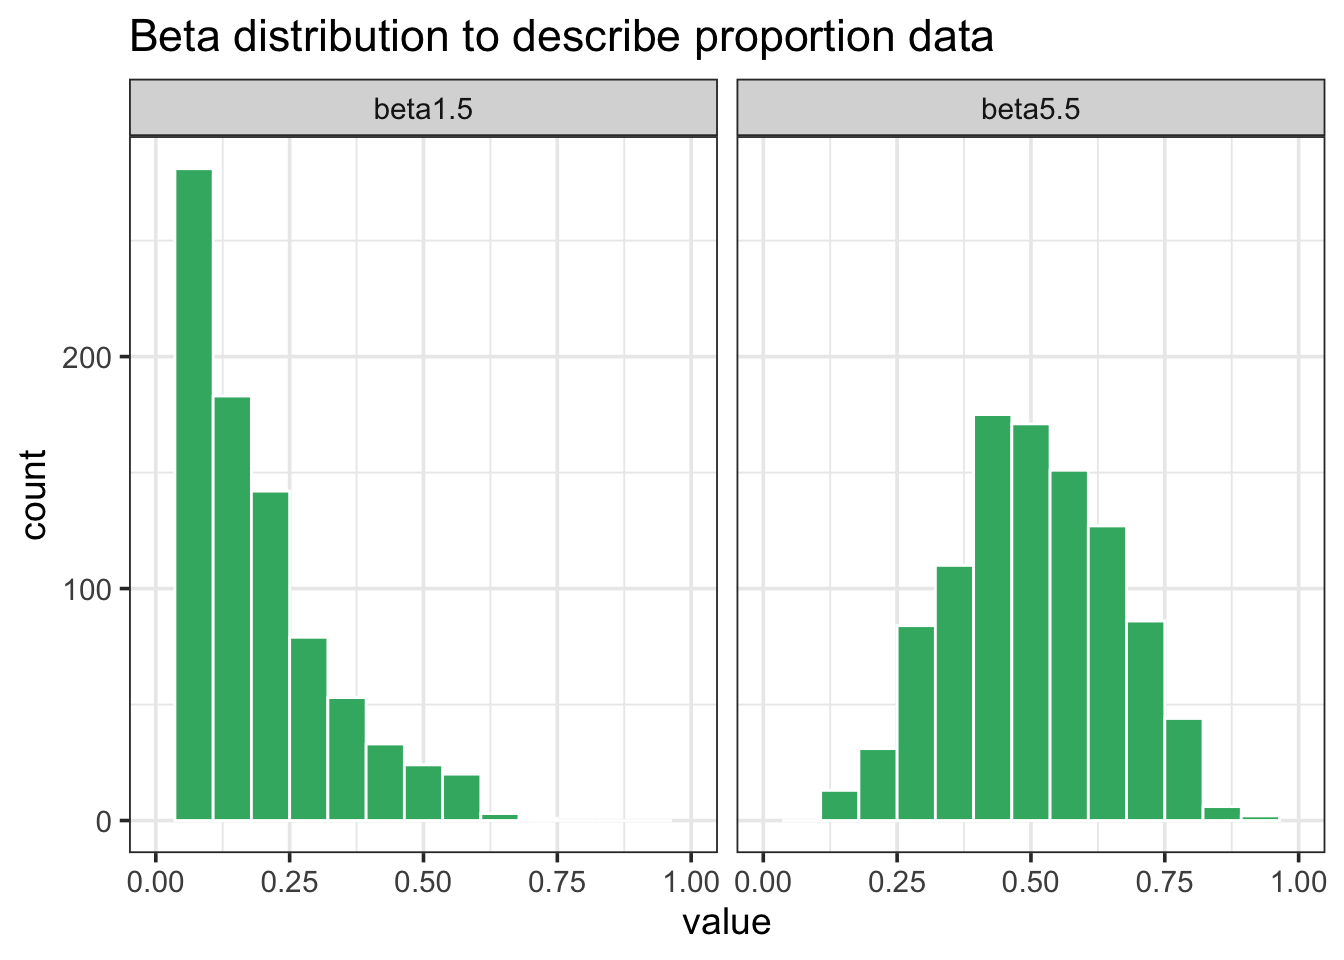 Beta distribution to describe proportion data
beta1.5 beta5.5
count
200
100
0
0.00 0.25 0.50 0.75 1.00 0.00 0.25 0.50 0.75 1.00
value